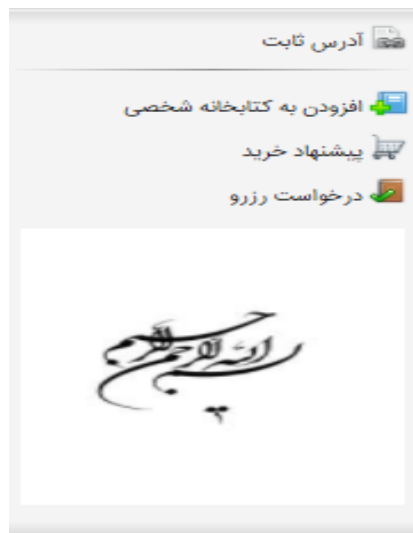 آدرس ثابت
افزودن به کتابخانه شخصی
پیشنهاد خرید
درخواست رزرو
بسم الله الرحمن الرحیم